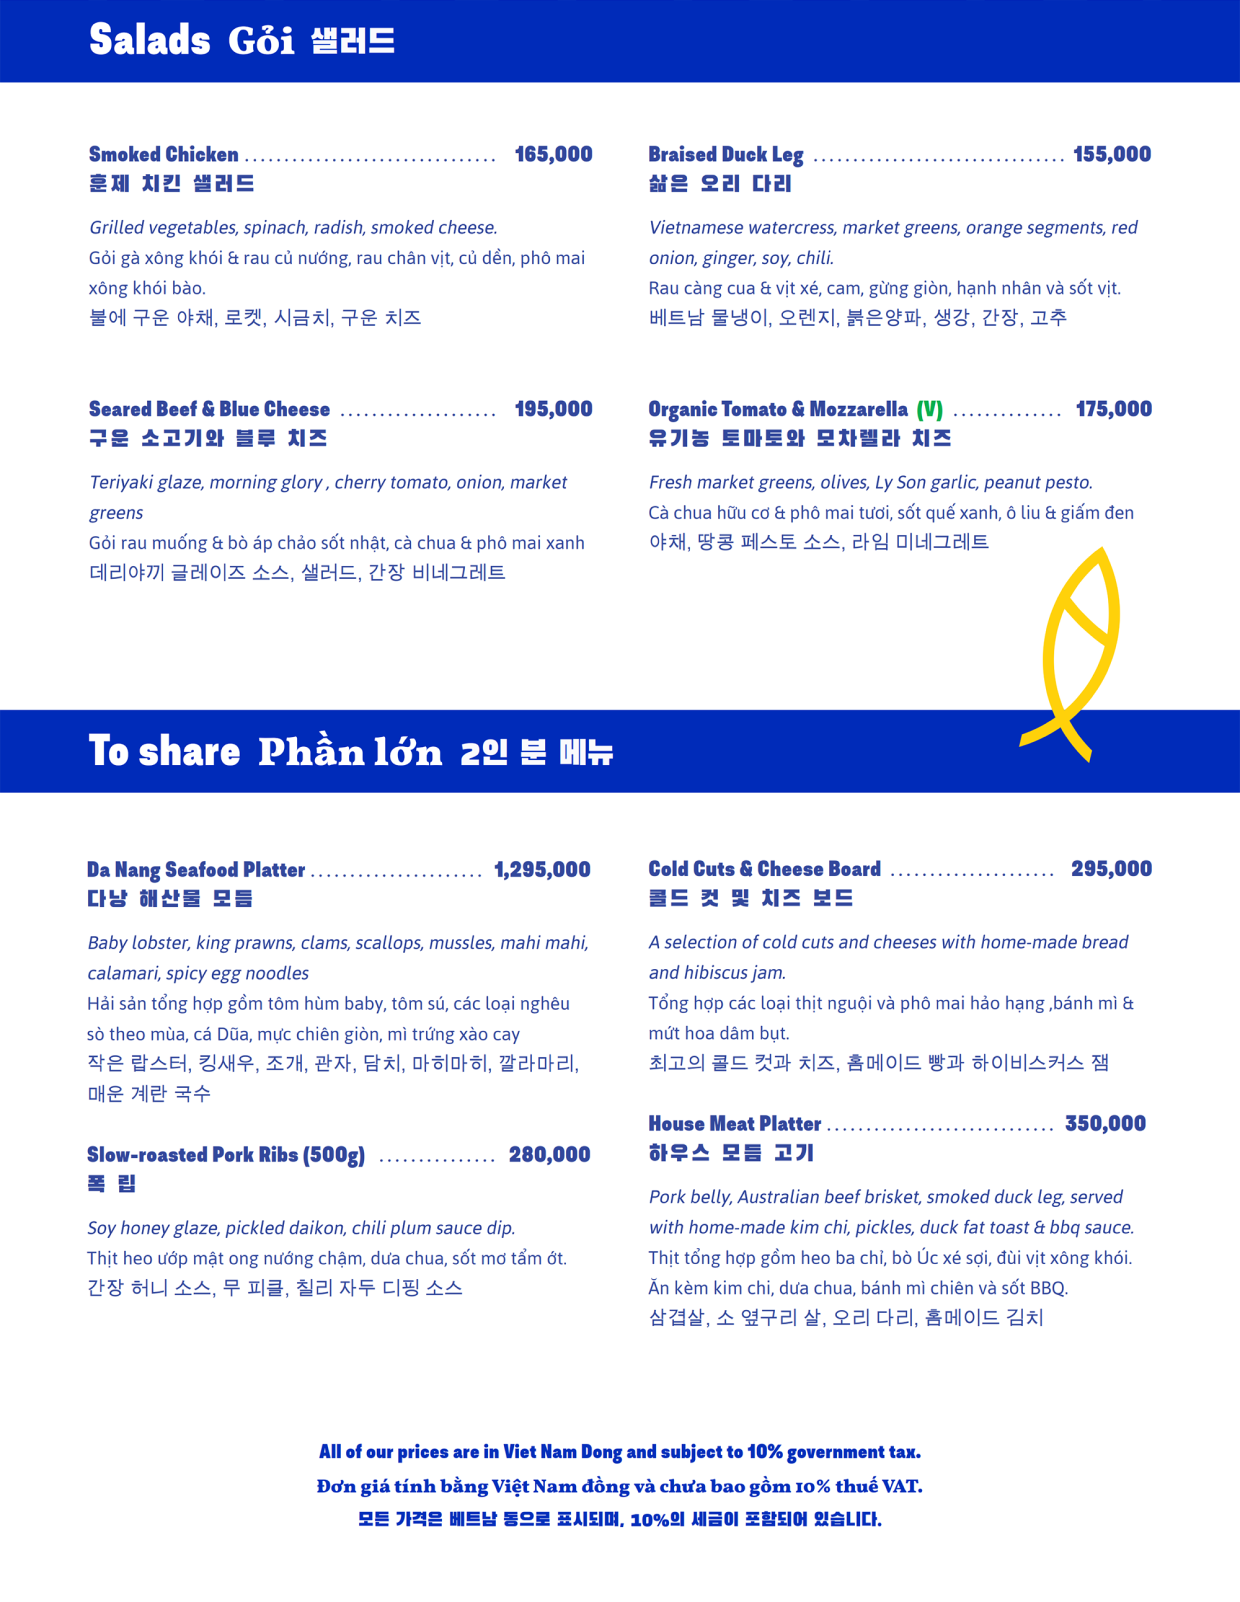 Salads Gỏi 샐러드
Smoked Chicken ................................ 165,000
훈제 치킨 샐러드
Grilled vegetables, spinach, radish, smoked cheese.
Gỏi gà xông khói & rau củ nướng, rau chân vịt, củ dền, phô mai
xông khói bào.
불에 구운 야채, 로켓, 시금치, 구운 치즈
Braised Duck Leg ................................ 155,000
삶은 오리 다리
Vietnamese watercress, market greens, orange segments, red
onion, ginger, soy, chili.
Rau càng cua & vịt xé, cam, gừng giòn, hạnh nhân và sốt vịt.
베트남 물냉이, 오렌지, 붉은양파, 생강, 간장, 고추
Seared Beef & Blue Cheese .................... 195,000
구운 소고기와 블루 치즈
Teriyaki glaze, morning glory , cherry tomato, onion, market
greens
Gỏi rau muống & bò áp chảo sốt nhật, cà chua & phô mai xanh
데리야끼 글레이즈 소스, 샐러드, 간장 비네그레트
Organic Tomato & Mozzarella (V) .............. 175,000
유기농 토마토와 모차렐라 치즈
Fresh market greens, olives, Ly Son garlic, peanut pesto.
Cà chua hữu cơ & phô mai tươi, sốt quế xanh, ô liu & giấm đen
야채, 땅콩 페스토 소스, 라임 미네그레트
To share Phần lớn 2인 분 메뉴
Da Nang Seafood Platter ...................... 1,295,000
다낭 해산물 모듬
Baby lobster, king prawns, clams, scallops, mussles, mahi mahi,
calamari, spicy egg noodles
Hải sản tổng hợp gồm tôm hùm baby, tôm sú, các loại nghêu
sò theo mùa, cá Dũa, mực chiên giòn, mì trứng xào cay
작은 랍스터, 킹새우, 조개, 관자, 담치, 마히마히, 깔라마리,
매운 계란 국수
Slow-roasted Pork Ribs (500g) ............... 280,000
폭 립
Soy honey glaze, pickled daikon, chili plum sauce dip.
Thịt heo ướp mật ong nướng chậm, dưa chua, sốt mơ tẩm ớt.
간장 허니 소스, 무 피클, 칠리 자두 디핑 소스
Cold Cuts & Cheese Board ..................... 295,000
콜드 컷 및 치즈 보드
A selection of cold cuts and cheeses with home-made bread
and hibiscus jam.
Tổng hợp các loại thịt nguội và phô mai hảo hạng ,bánh mì &
mứt hoa dâm bụt.
최고의 콜드 컷과 치즈, 홈메이드 빵과 하이비스커스 잼
House Meat Platter ............................. 350,000
하우스 모듬 고기
Pork belly, Australian beef brisket, smoked duck leg, served
with home-made kim chi, pickles, duck fat toast & bbq sauce.
Thịt tổng hợp gồm heo ba chỉ, bò Úc xé sợi, đùi vịt xông khói.
Ăn kèm kim chi, dưa chua, bánh mì chiên và sốt BBQ.
삼겹살, 소 옆구리 살, 오리 다리, 홈메이드 김치
All of our prices are in Viet Nam Dong and subject to 10% government tax.
Đơn giá tính bằng Việt Nam đồng và chưa bao gồm 10% thuế VAT.
모든 가격은 베트남 동으로 표시되며, 10%의 세금이 포함되어 있습니다.